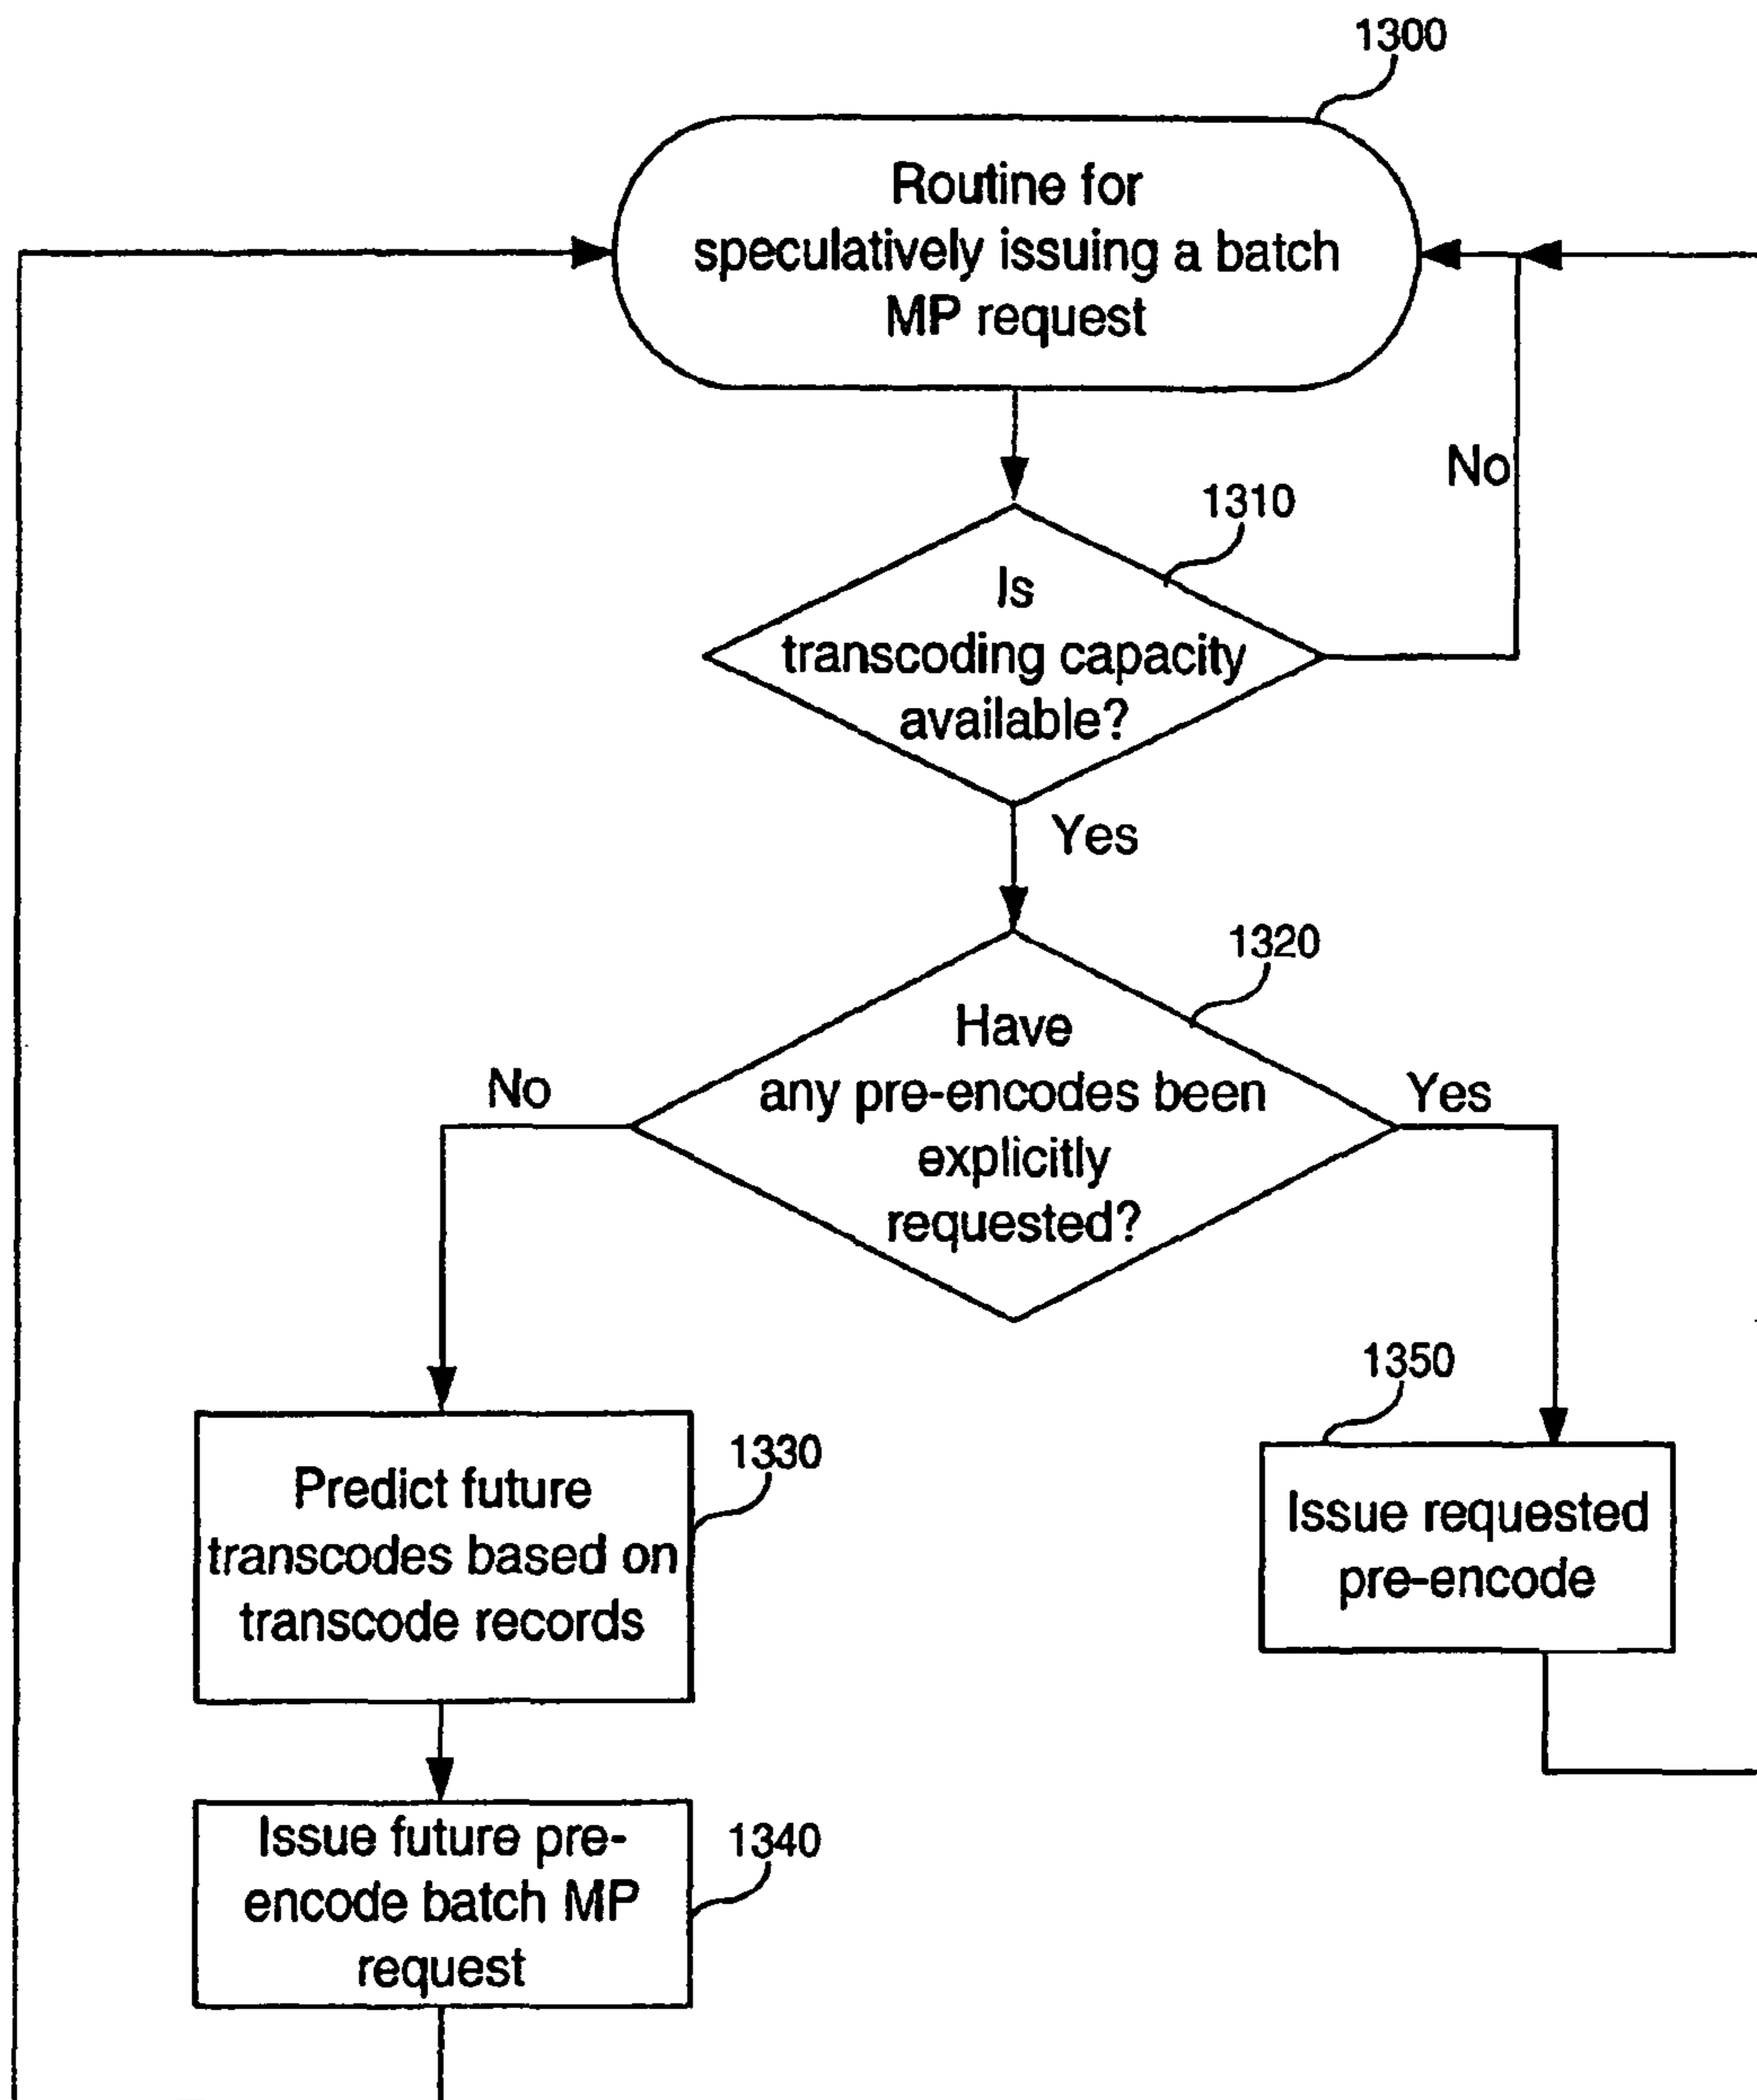 1300
Routine for
speculatively issuing a batch
MP request
No
1310
Is
transcoding capacity
available?
Yes
1320
Have
any pre-encodes been
explicitly
requested?
No
Yes
1330
Predict future
transcodes based on
transcode records
1350
Issue requested
pre-encode
1340
Issue future pre-
encode batch MP
request